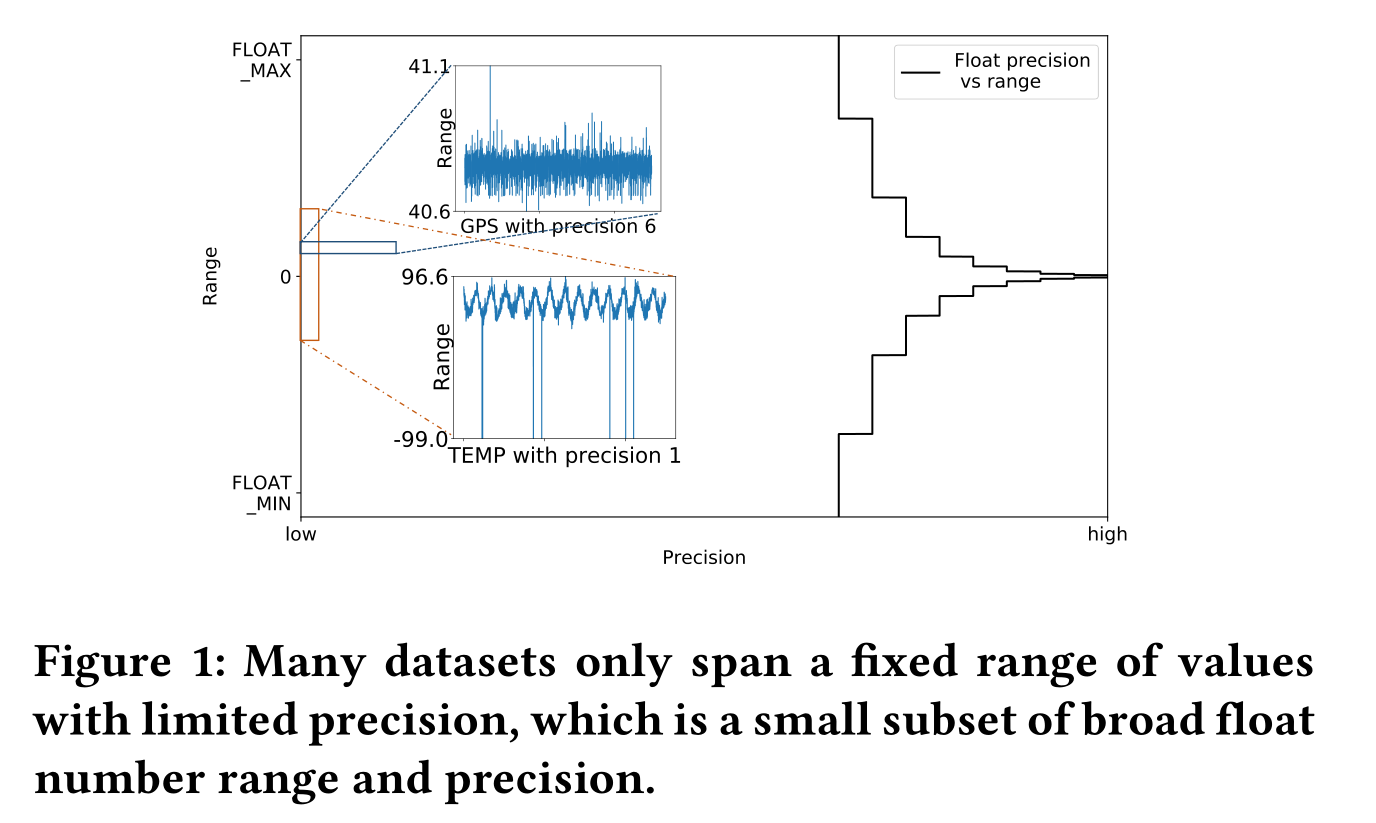 FLOAT
_MAX
Float precision
vs range
41.1
Range
40.6
GPS with precision 6
Range
0
96.6
Range
-99.0
TEMP with precision 1
FLOAT
_MIN
low
high
Precision
Figure 1: Many datasets only span a fixed range of values
with limited precision, which is a small subset of broad float
number range and precision.